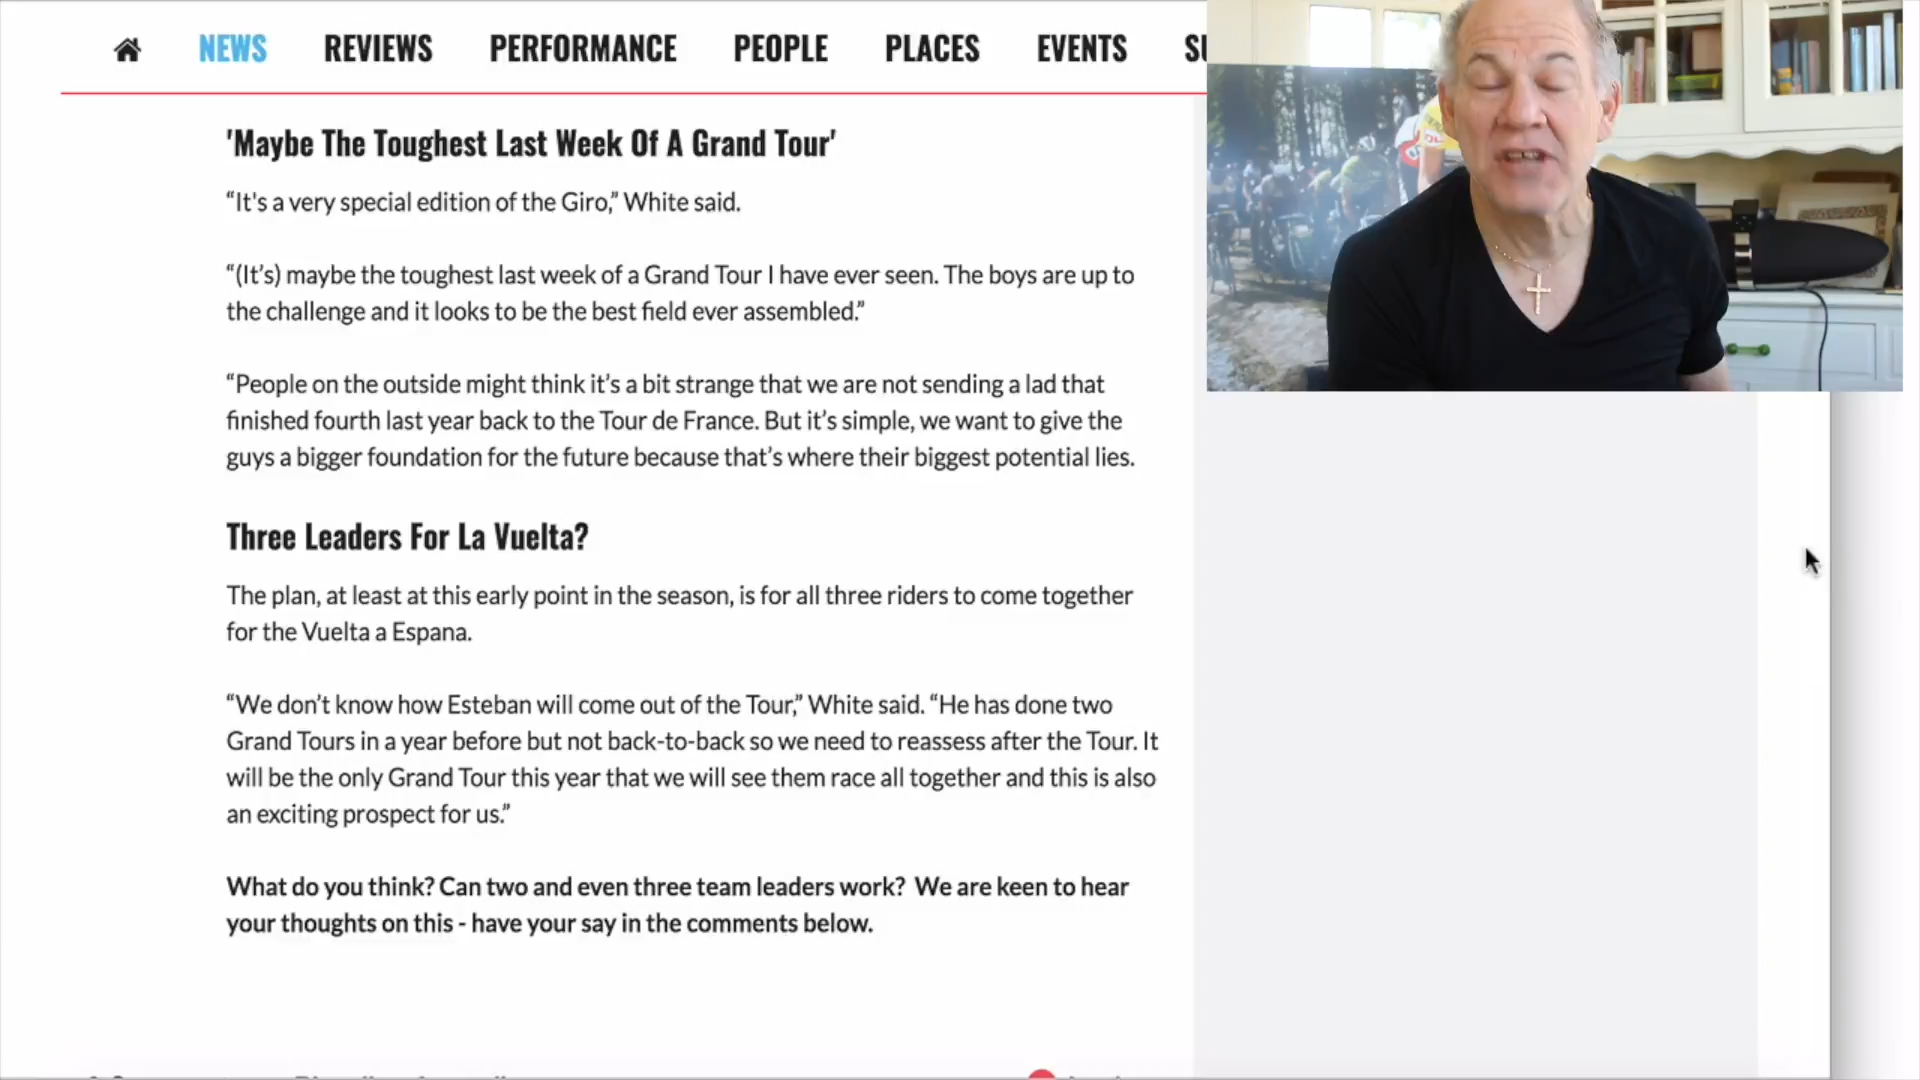 NEWS REVIEWS PERFORMANCE PEOPLE PLACES EVENTS
'Maybe The Toughest Last Week Of A Grand Tour'
“It's a very special edition of the Giro,” White said.
“(It’s) maybe the toughest last week of a Grand Tour I have ever seen. The boys are up to
the challenge and it looks to be the best field ever assembled.”
“People on the outside might think it’s a bit strange that we are not sending a lad that
finished fourth last year back to the Tour de France. But it’s simple, we want to give the
guys a bigger foundation for the future because that’s where their biggest potential lies.
Three Leaders For La Vuelta?
The plan, at least at this early point in the season, is for all three riders to come together
for the Vuelta a Espana.
“We don’t know how Esteban will come out of the Tour,” White said. “He has done two
Grand Tours in a year before but not back-to-back so we need to reassess after the Tour. It
will be the only Grand Tour this year that we will see them race all together and this is also
an exciting prospect for us.”
What do you think? Can two and even three team leaders work? We are keen to hear
your thoughts on this - have your say in the comments below.